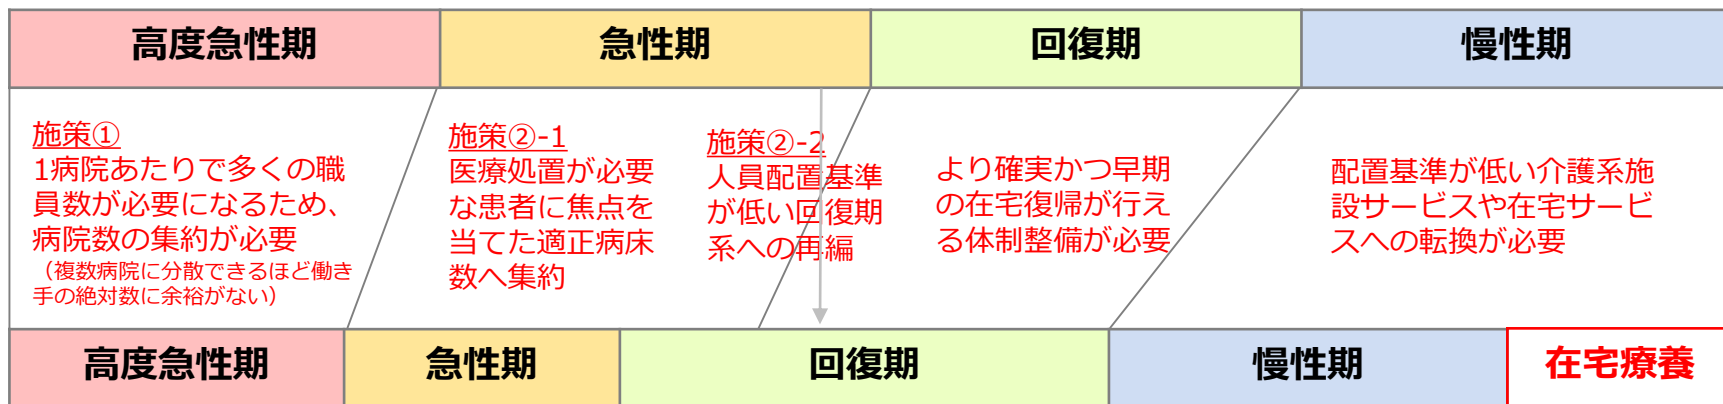 高度急性期
急性期
回復期
慢性期
施策①
1病院あたりで多くの職
員数が必要になるため、
病院数の集約が必要
（複数病院に分散できるほど働き
手の絶対数に余裕がない）
施策②-1
医療処置が必要
な患者に焦点を
当てた適正病床
数へ集約
施策②-2
人員配置基準
が低い回復期
系への再編
より確実かつ早期
の在宅復帰が行え
る体制整備が必要
配置基準が低い介護系施
設サービスや在宅サービ
スへの転換が必要
高度急性期
急性期
回復期
慢性期
在宅療養